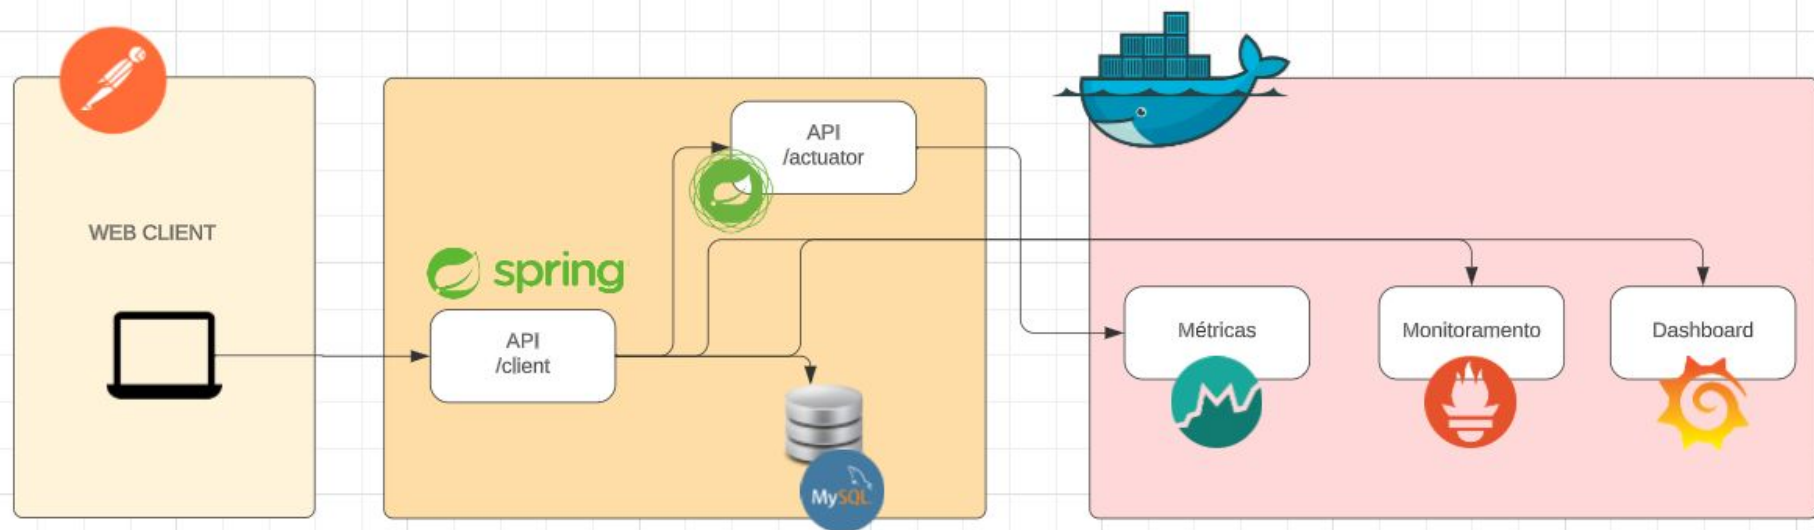 WEB CLIENT
spring
API
/client
API
/actuator
MySQL
Métricas
Monitoramento
Dashboard